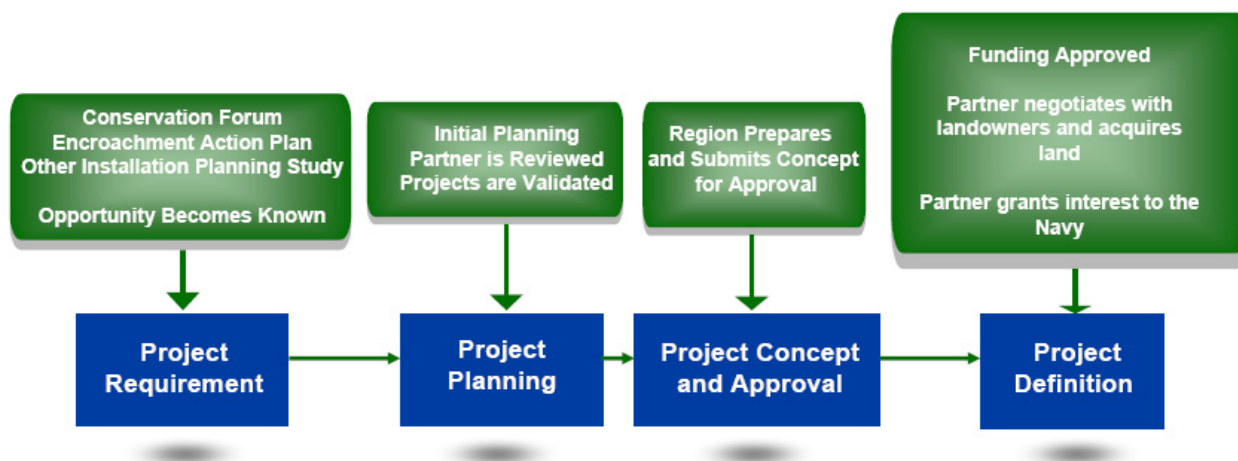 Conservation Forum
Encroachment Action Plan
Other Installation Planning Study
Opportunity Becomes Known
Initial Planning
Partner is Reviewed
Projects are Validated
Region Prepares
and Submits Concept
for Approval
Funding Approved
Partner negotiates with
landowners and acquires
land
Partner grants interest to the
Navy
Project
Requirement
Project
Planning
Project Concept
and Approval
Project
Definition